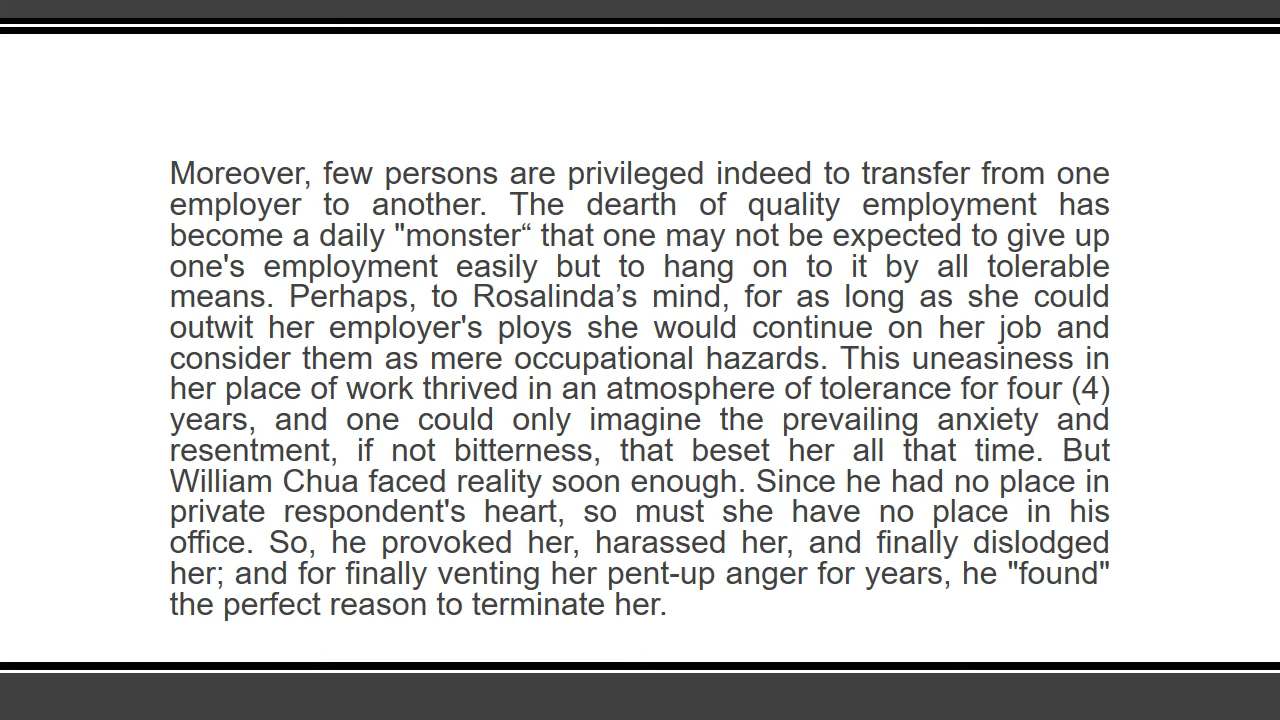 Moreover, few persons are privileged indeed to transfer from one
employer to another. The dearth of quality employment has
become a daily "monster“ that one may not be expected to give up
one's employment easily but to hang on to it by all tolerable
means. Perhaps, to Rosalinda’s mind, for as long as she could
outwit her employer's ploys she would continue on her job and
consider them as mere occupational hazards. This uneasiness in
her place of work thrived in an atmosphere of tolerance for four (4)
years, and one could only imagine the prevailing anxiety and
resentment, if not bitterness, that beset her all that time. But
William Chua faced reality soon enough. Since he had no place in
private respondent's heart, so must she have no place in his
office. So, he provoked her, harassed her, and finally dislodged
her; and for finally venting her pent-up anger for years, he "found"
the perfect reason to terminate her.